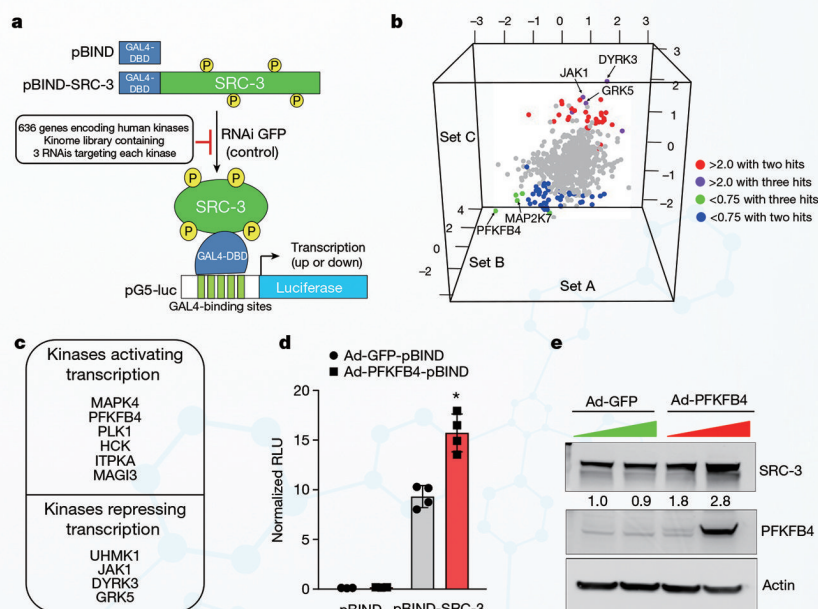 a
pBIND
GAL4-
DBD
pBIND-SRC-3
GAL4-
DBD
SRC-3
P
P
P
P
636 genes encoding human kinases
Kinome library containing
3 RNAis targeting each kinase
RNAi GFP
(control)
P
P
SRC-3
P
P
GAL4-DBD
Transcription
(up or down)
pG5-luc
Luciferase
GAL4-binding sites
b
−3 −2 −1 0 1 2 3
3
2
1
0
−1
−2
4
2
0
−2
Set C
Set B
Set A
DYRK3
JAK1
GRK5
MAP2K7
PFKFB4
>2.0 with two hits
>2.0 with three hits
<0.75 with three hits
<0.75 with two hits
c
Kinases activating
transcription
MAPK4
PFKFB4
PLK1
HCK
ITPKA
MAGI3
Kinases repressing
transcription
UHMK1
JAK1
DYRK3
GRK5
d
Ad-GFP-pBIND
Ad-PFKFB4-pBIND
Normalized RLU
20
15
10
5
0
*
pBIND pBIND-SRC-3
e
Ad-GFP Ad-PFKFB4
SRC-3
1.0 0.9 1.8 2.8
PFKFB4
Actin